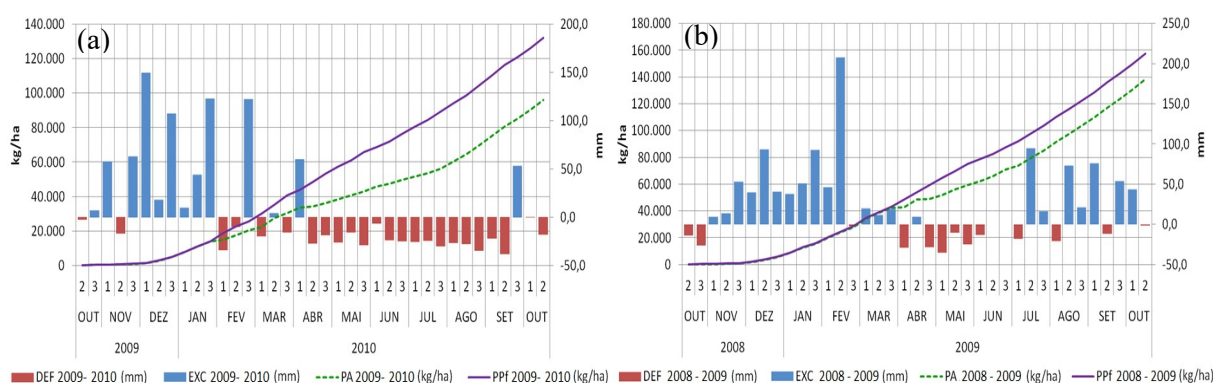 (a)
140.000
120.000
100.000
80.000
60.000
40.000
20.000
0
kg/ha
200,0
150,0
100,0
50,0
0,0
-50,0
mm
2 3 1 2 3 1 2 3 1 2 3 1 2 3 1 2 3 1 2 3 1 2 3 1 2 3 1 2 3 1 2 3 1 2 3 1 2
OUT NOV DEZ JAN FEV MAR ABR MAI JUN JUL AGO SET OUT
2009 2010
DEF 2009- 2010 (mm) EXC 2009- 2010 (mm) PA 2009- 2010 (kg/ha) PPf 2009- 2010 (kg/ha)
(b)
180.000
160.000
140.000
120.000
100.000
80.000
60.000
40.000
20.000
0
kg/ha
250,0
200,0
150,0
100,0
50,0
0,0
-50,0
mm
2 3 1 2 3 1 2 3 1 2 3 1 2 3 1 2 3 1 2 3 1 2 3 1 2 3 1 2 3 1 2 3 1 2 3 1 2
OUT NOV DEZ JAN FEV MAR ABR MAI JUN JUL AGO SET OUT
2008 2009
DEF 2008 - 2009 (mm) EXC 2008 - 2009 (mm) PA 2008 - 2009 (kg/ha) PPf 2008 - 2009 (kg/ha)